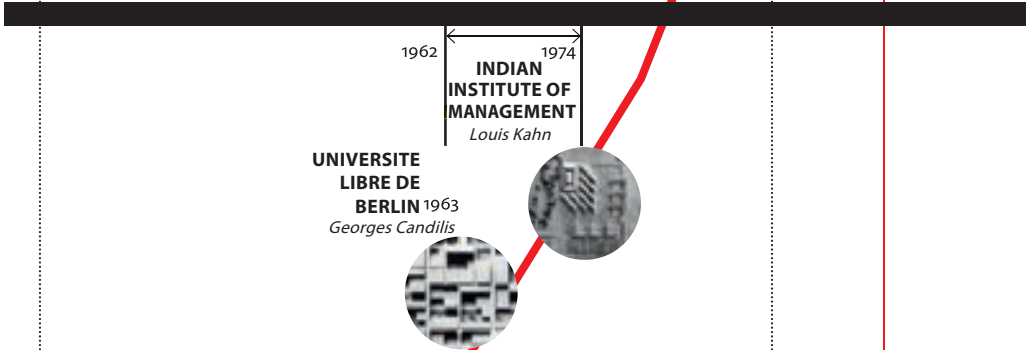 1962 1974
INDIAN
INSTITUTE OF
MANAGEMENT
Louis Kahn
UNIVERSITE
LIBRE DE
BERLIN 1963
Georges Candilis